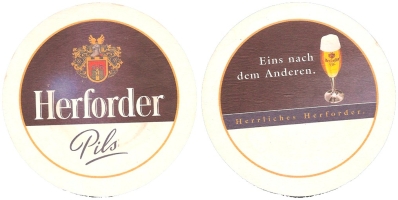 Herforder
Pils
Eins nach
dem Anderen.
Herrliches Herforder.